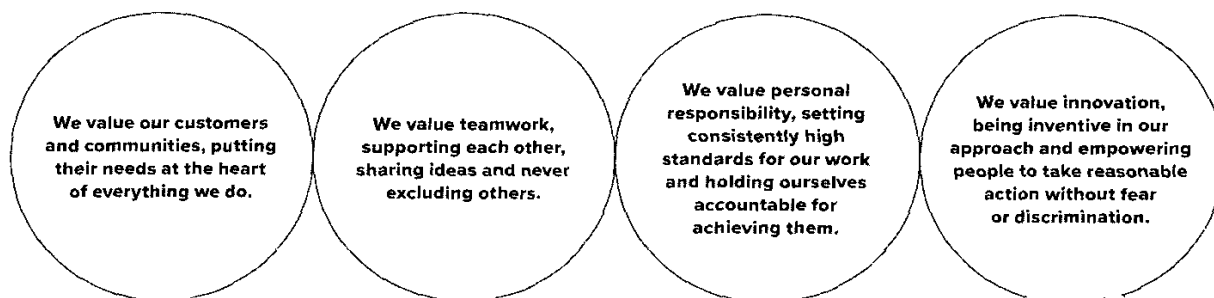 We value our customers
and communities, putting
their needs at the heart
of everything we do.
We value teamwork,
supporting each other,
sharing ideas and never
excluding others.
We value personal
responsibility, setting
consistently high
standards for our work
and holding ourselves
accountable for
achieving them.
We value innovation,
being inventive in our
approach and empowering
people to take reasonable
action without fear
or discrimination.